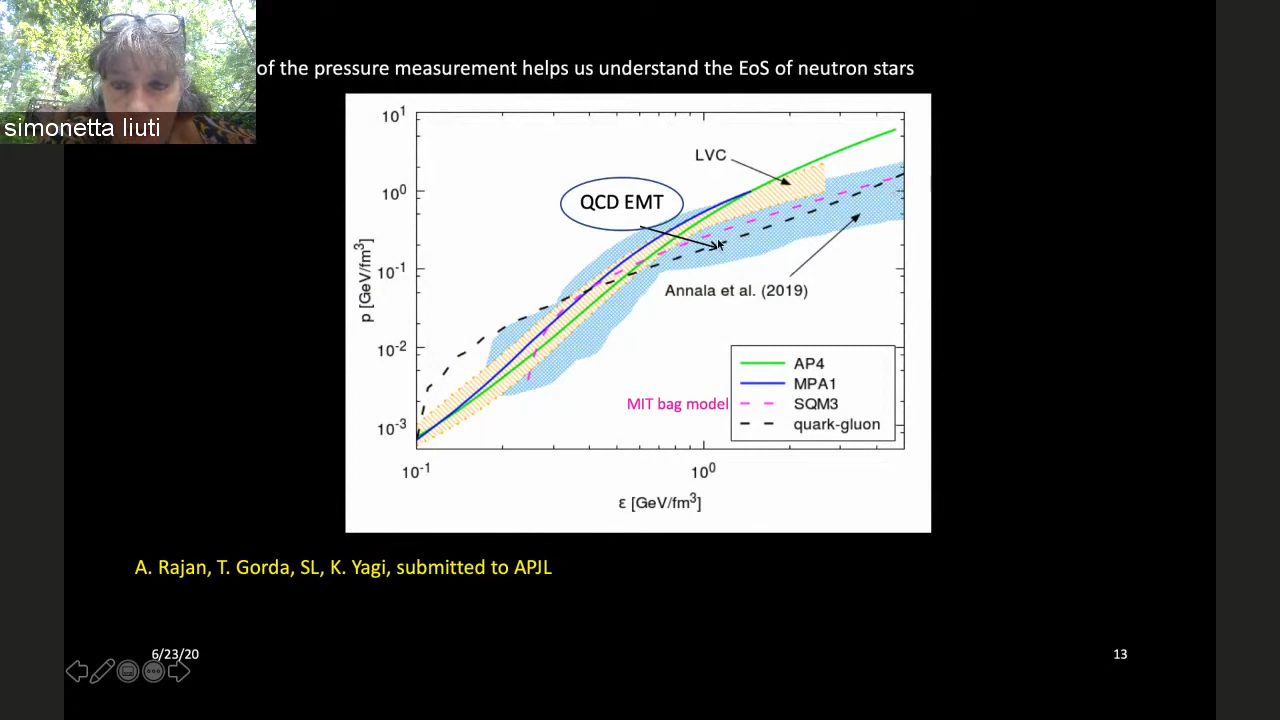 of the pressure measurement helps us understand the EoS of neutron stars
simonetta liuti
10¹
LVC
10⁰
QCD EMT
p [GeV/fm³]
10⁻¹
Annala et al. (2019)
10⁻²
AP4
MPA1
MIT bag model
SQM3
quark-gluon
10⁻³
10⁻¹
10⁰
ε [GeV/fm³]
A. Rajan, T. Gorda, SL, K. Yagi, submitted to APJL
6/23/20
13